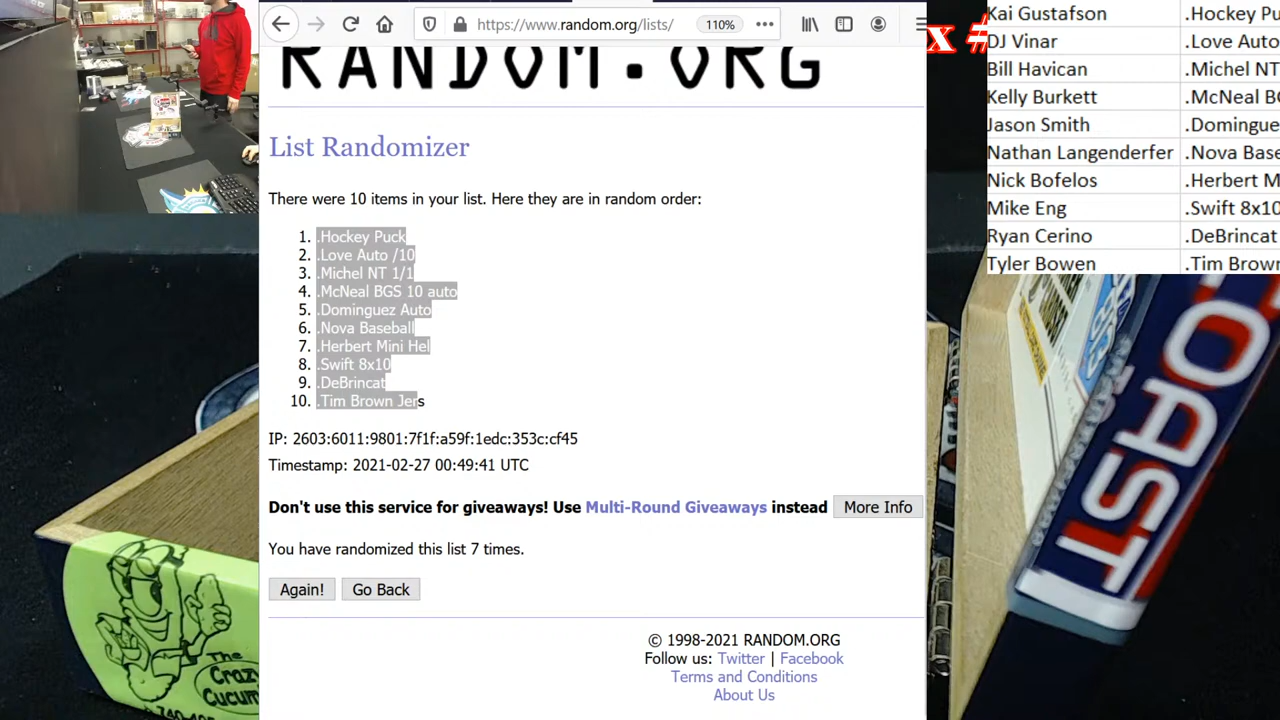 https://www.random.org/lists/
110%
RANDOM.ORG
List Randomizer
There were 10 items in your list. Here they are in random order:
1. .Hockey Puck
2. .Love Auto /10
3. .Michel NT 1/1
4. .McNeal BGS 10 auto
5. .Dominguez Auto
6. .Nova Baseball
7. .Herbert Mini Hel
8. .Swift 8x10
9. .DeBrincat
10. .Tim Brown Jers
IP: 2603:6011:9801:7f1f:a59f:1edc:353c:cf45
Timestamp: 2021-02-27 00:49:41 UTC
Don't use this service for giveaways! Use Multi-Round Giveaways instead
More Info
You have randomized this list 7 times.
Again!
Go Back
© 1998-2021 RANDOM.ORG
Follow us: Twitter | Facebook
Terms and Conditions
About Us
x #
Kai Gustafson .Hockey Pu
DJ Vinar .Love Auto
Bill Havican .Michel NT
Kelly Burkett .McNeal BG
Jason Smith .Domingue
Nathan Langenderfer .Nova Base
Nick Bofelos .Herbert M
Mike Eng .Swift 8x10
Ryan Cerino .DeBrincat
Tyler Bowen .Tim Brown
COAST
The
Crazy
Cucum